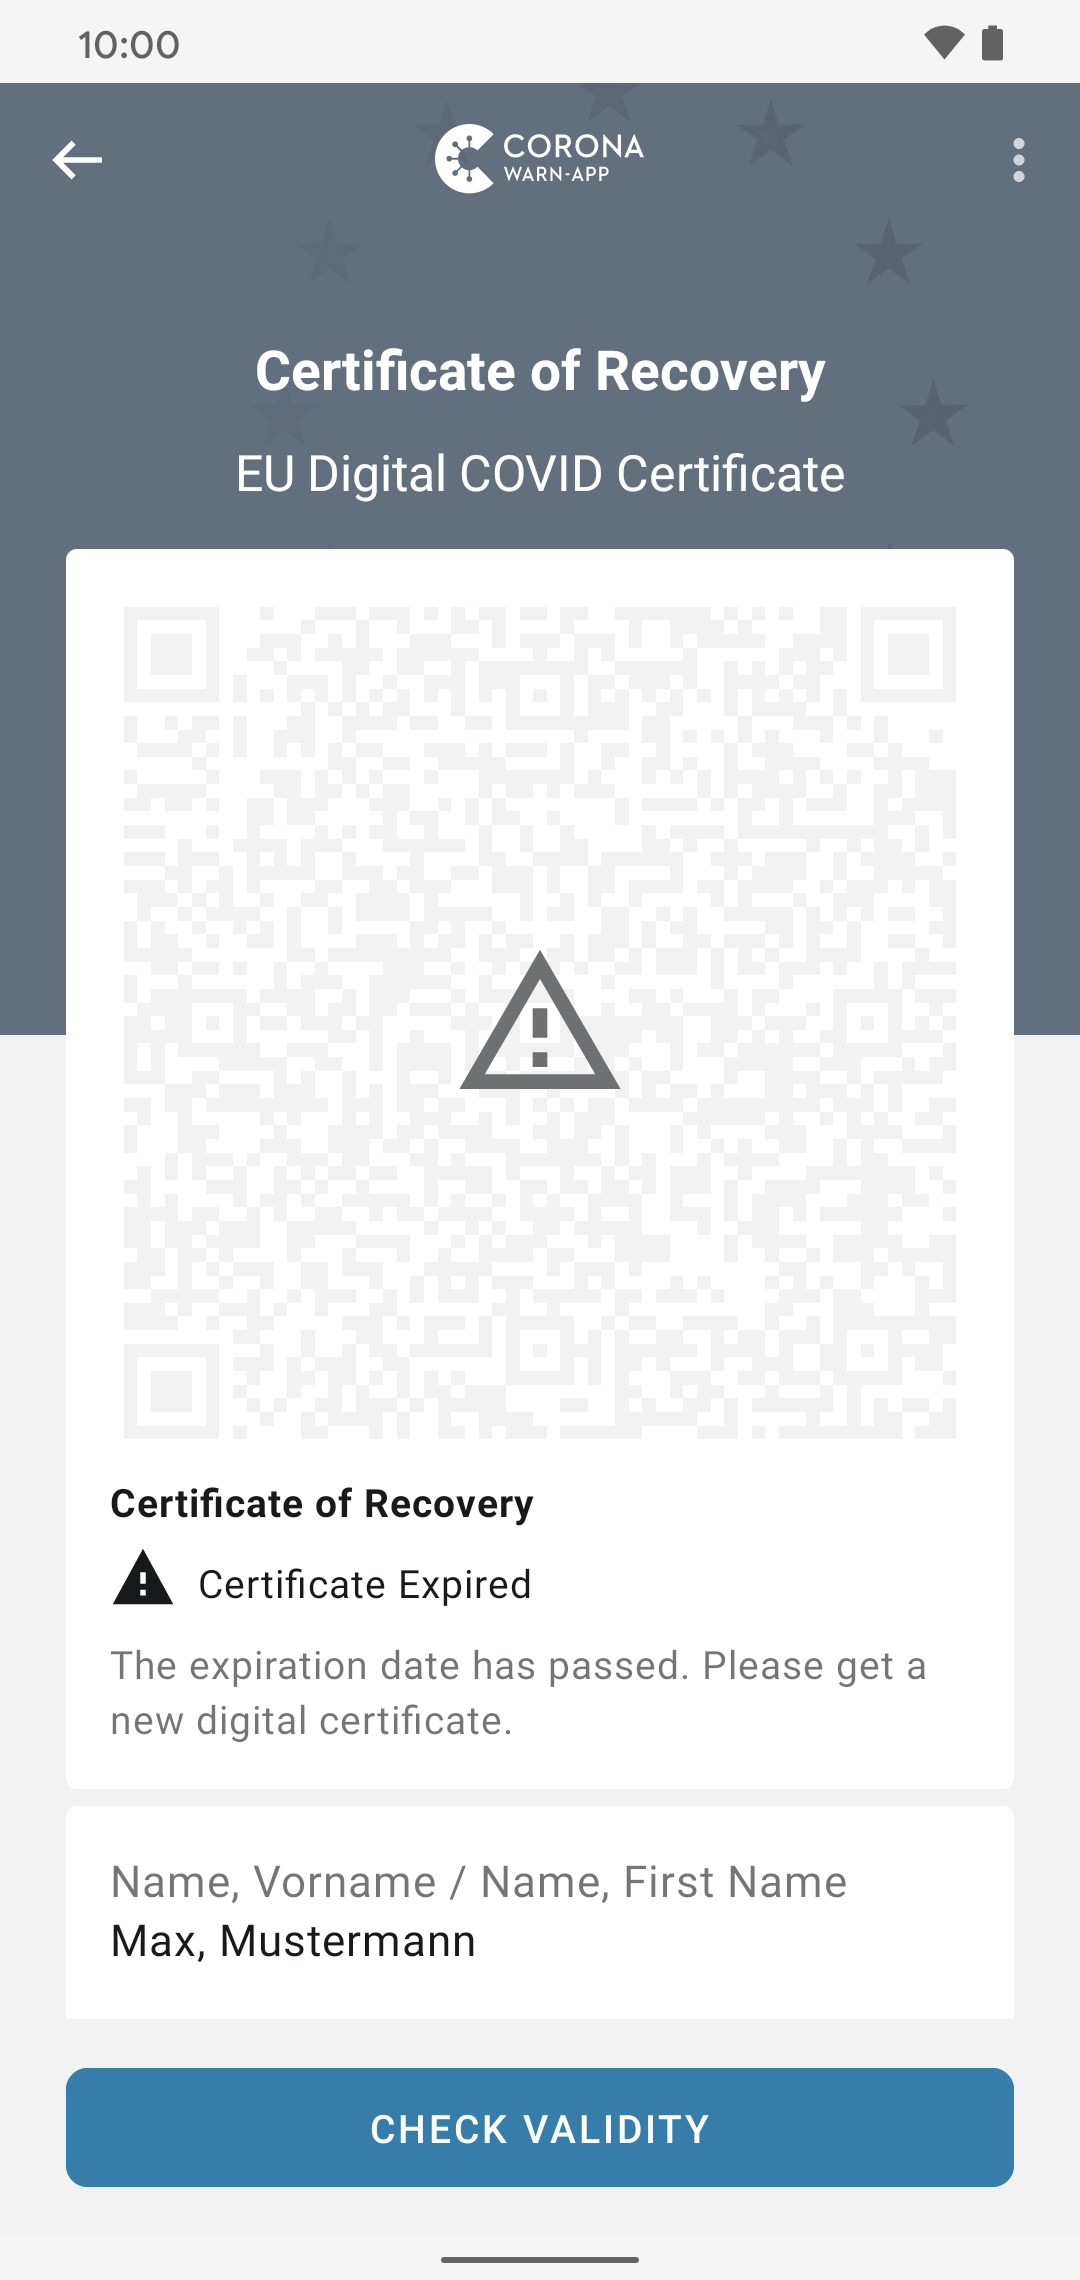 10:00
CORONA
WARN-APP
Certificate of Recovery
EU Digital COVID Certificate
Certificate of Recovery
Certificate Expired
The expiration date has passed. Please get a
new digital certificate.
Name, Vorname / Name, First Name
Max, Mustermann
CHECK VALIDITY